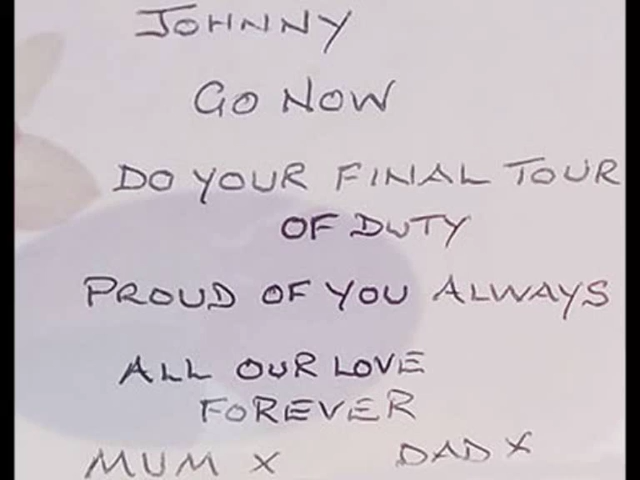 JOHNNY
GO NOW
DO YOUR FINAL TOUR
OF DUTY
PROUD OF YOU ALWAYS
ALL OUR LOVE
FOREVER
MUM X DAD X